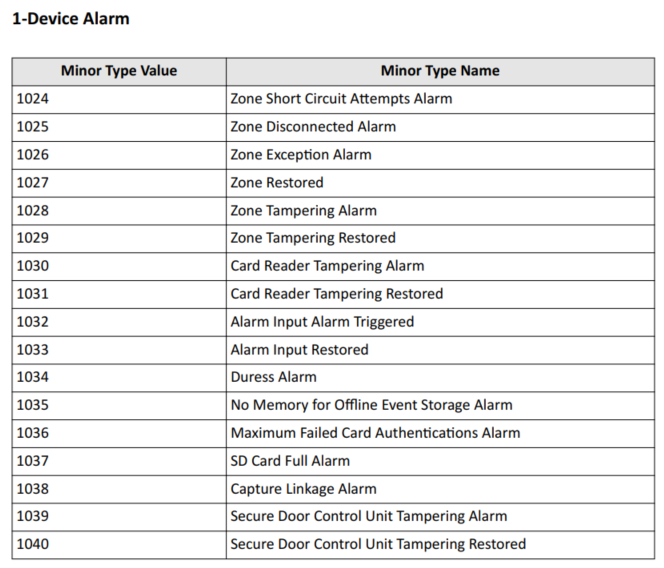 1-Device Alarm
Minor Type Value Minor Type Name
1024 Zone Short Circuit Attempts Alarm
1025 Zone Disconnected Alarm
1026 Zone Exception Alarm
1027 Zone Restored
1028 Zone Tampering Alarm
1029 Zone Tampering Restored
1030 Card Reader Tampering Alarm
1031 Card Reader Tampering Restored
1032 Alarm Input Alarm Triggered
1033 Alarm Input Restored
1034 Duress Alarm
1035 No Memory for Offline Event Storage Alarm
1036 Maximum Failed Card Authentications Alarm
1037 SD Card Full Alarm
1038 Capture Linkage Alarm
1039 Secure Door Control Unit Tampering Alarm
1040 Secure Door Control Unit Tampering Restored